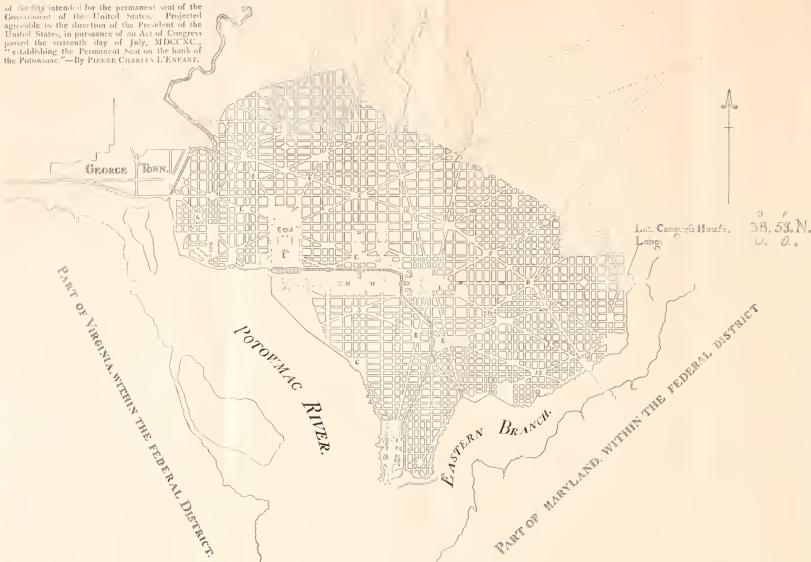 of the City intended for the permanent seat of the
Government of the United States. Projected
agreeable to the direction of the President of the
United States, in pursuance of an Act of Congress
passed the sixteenth day of July, MDCCXC.,
"establishing the Permanent Seat on the bank of
the Potowmac."—By PIERRE CHARLES L'ENFANT.
GEORGE TOWN.
Lat. Congress House, 38. 53. N.
Long. 0. 0.
PART OF VIRGINIA, WITHIN THE FEDERAL DISTRICT.
POTOWMAC RIVER.
EASTERN BRANCH.
PART OF MARYLAND, WITHIN THE FEDERAL DISTRICT